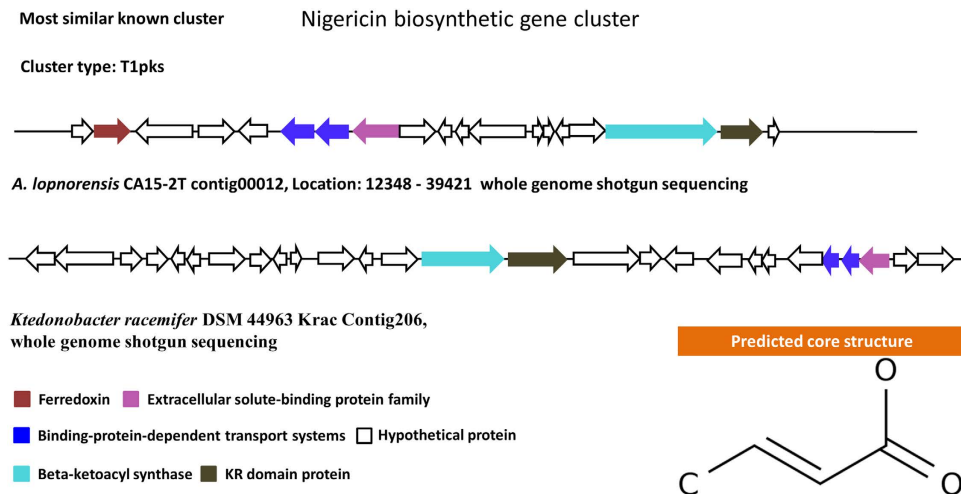 Most similar known cluster
Nigericin biosynthetic gene cluster
Cluster type: T1pks
A. lopnorensis CA15-2T contig00012, Location: 12348 - 39421 whole genome shotgun sequencing
Ktedonobacter racemifer DSM 44963 Krac Contig206,
whole genome shotgun sequencing
Predicted core structure
Ferredoxin
Extracellular solute-binding protein family
Binding-protein-dependent transport systems
Hypothetical protein
Beta-ketoacyl synthase
KR domain protein
O
C
O